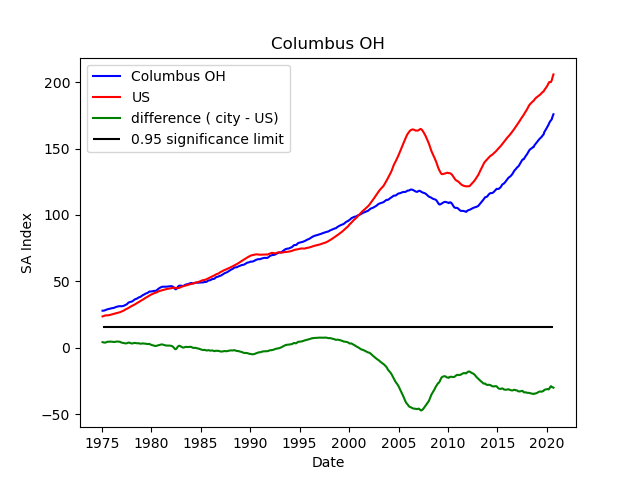 Columbus OH
Columbus OH
US
difference ( city - US)
0.95 significance limit
200
150
100
50
0
−50
SA Index
1975 1980 1985 1990 1995 2000 2005 2010 2015 2020
Date